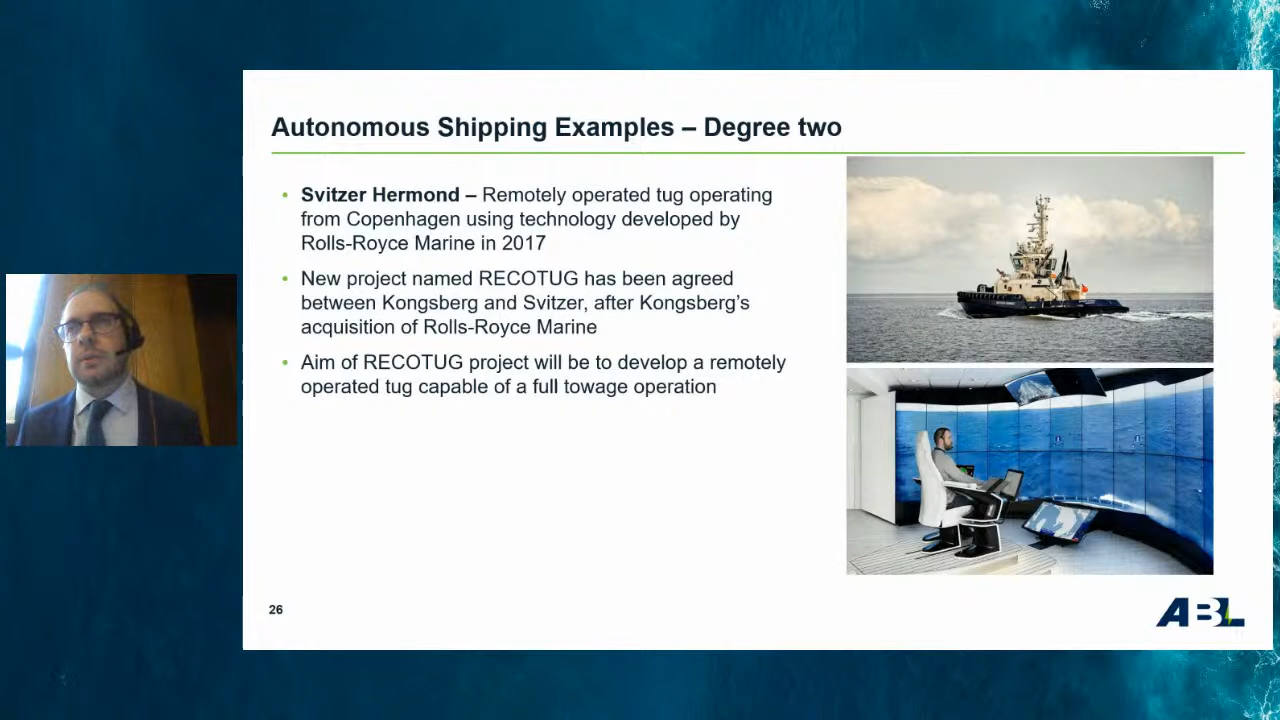 Autonomous Shipping Examples – Degree two
• Svitzer Hermond – Remotely operated tug operating
from Copenhagen using technology developed by
Rolls-Royce Marine in 2017
• New project named RECOTUG has been agreed
between Kongsberg and Svitzer, after Kongsberg’s
acquisition of Rolls-Royce Marine
• Aim of RECOTUG project will be to develop a remotely
operated tug capable of a full towage operation
26
ABL